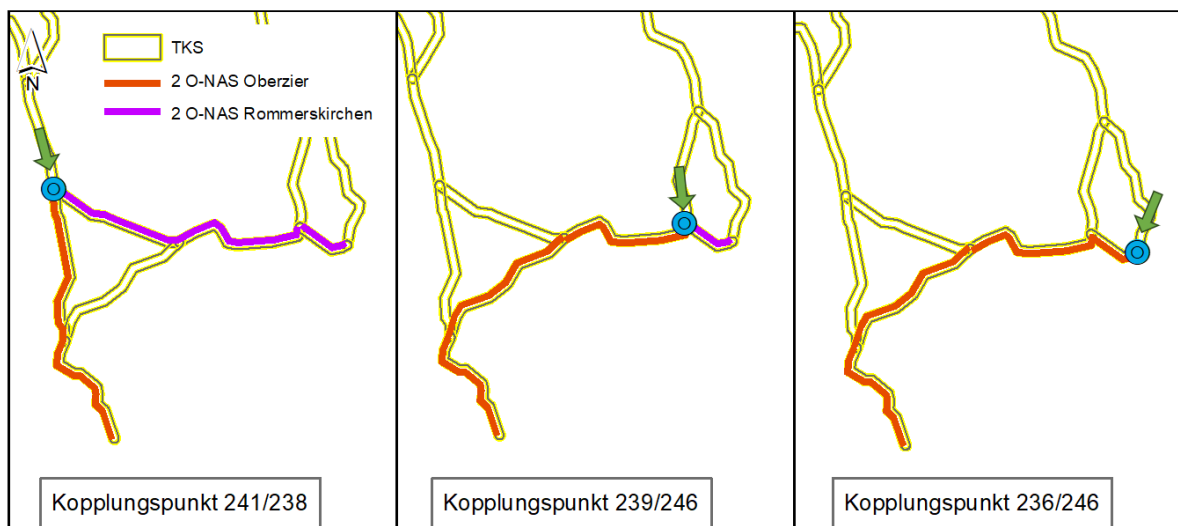 N
TKS
2 O-NAS Oberzier
2 O-NAS Rommerskirchen
Kopplungspunkt 241/238
Kopplungspunkt 239/246
Kopplungspunkt 236/246